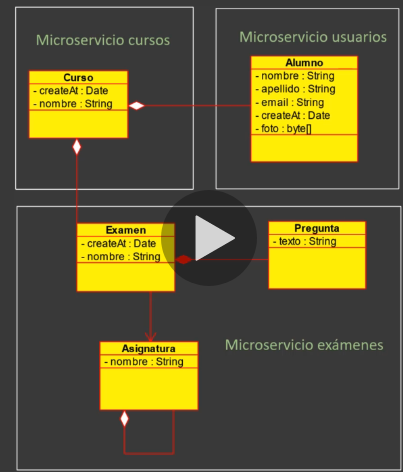 Microservicio cursos
Curso
- createAt : Date
- nombre : String
Microservicio usuarios
Alumno
- nombre : String
- apellido : String
- email : String
- createAt : Date
- foto : byte[]
Examen
- createAt : Date
- nombre : String
Pregunta
- texto : String
Asignatura
- nombre : String
Microservicio exámenes